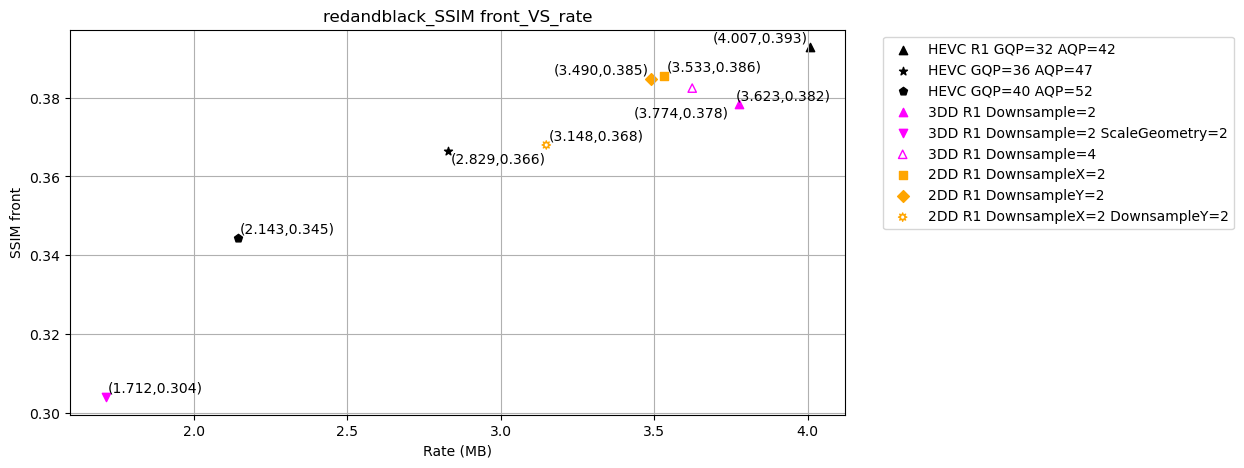 redandblack_SSIM front_VS_rate
(4.007,0.393)
(3.490,0.385)
(3.533,0.386)
(3.623,0.382)
(3.774,0.378)
(3.148,0.368)
(2.829,0.366)
(2.143,0.345)
(1.712,0.304)
SSIM front
0.38
0.36
0.34
0.32
0.30
2.0
2.5
3.0
3.5
4.0
Rate (MB)
HEVC R1 GQP=32 AQP=42
HEVC GQP=36 AQP=47
HEVC GQP=40 AQP=52
3DD R1 Downsample=2
3DD R1 Downsample=2 ScaleGeometry=2
3DD R1 Downsample=4
2DD R1 DownsampleX=2
2DD R1 DownsampleY=2
2DD R1 DownsampleX=2 DownsampleY=2